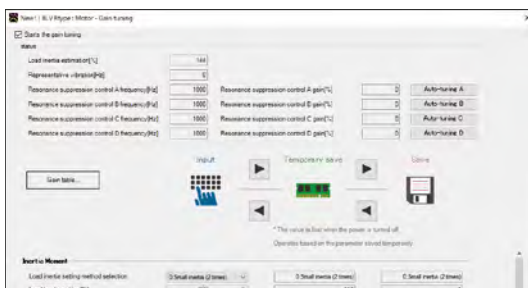 New1 | BLV Rtype | Motor - Gain tuning
Starts the gain tuning
status
Load inertia estimation[%] 144
Representative vibration[Hz] 0
Resonance suppression control A frequency[Hz] 1000 Resonance suppression control A gain[%] 0 Auto-tuning A
Resonance suppression control B frequency[Hz] 1000 Resonance suppression control B gain[%] 0 Auto-tuning B
Resonance suppression control C frequency[Hz] 1000 Resonance suppression control C gain[%] 0 Auto-tuning C
Resonance suppression control D frequency[Hz] 1000 Resonance suppression control D gain[%] 0 Auto-tuning D
Input Temporary save Save
Gain table...
* The value is lost when the power is turned off.
Operates based on the parameter saved temporarily
Inertia Moment
Load inertia setting method selection 0:Small inertia (2 times) 0:Small inertia (2 times) 0:Small inertia (2 times)